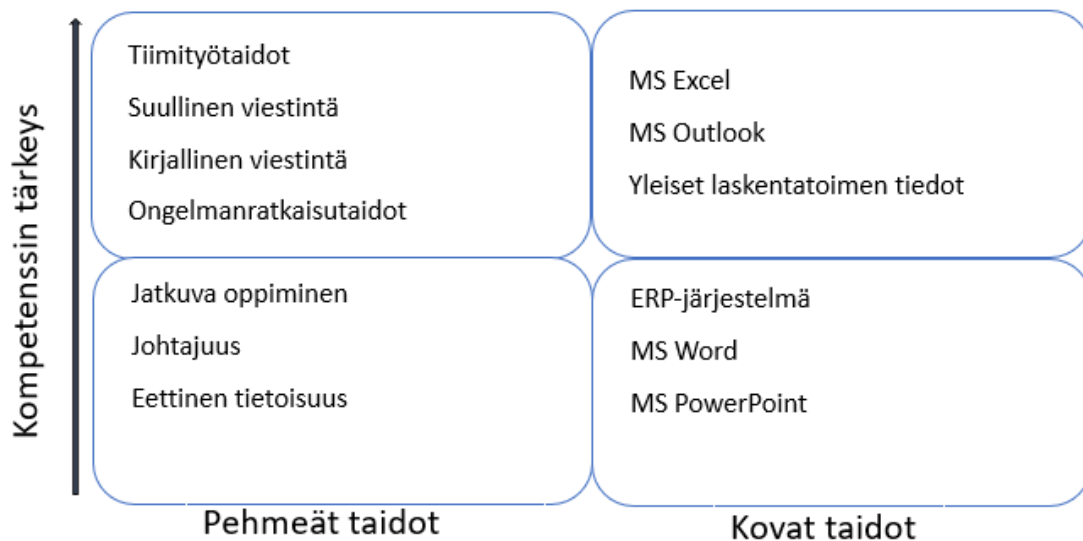 Kompetenssin tärkeys
Tiimityötaidot
Suullinen viestintä
Kirjallinen viestintä
Ongelmanratkaisutaidot
MS Excel
MS Outlook
Yleiset laskentatoimen tiedot
Jatkuva oppiminen
Johtajuus
Eettinen tietoisuus
ERP-järjestelmä
MS Word
MS PowerPoint
Pehmeät taidot
Kovat taidot